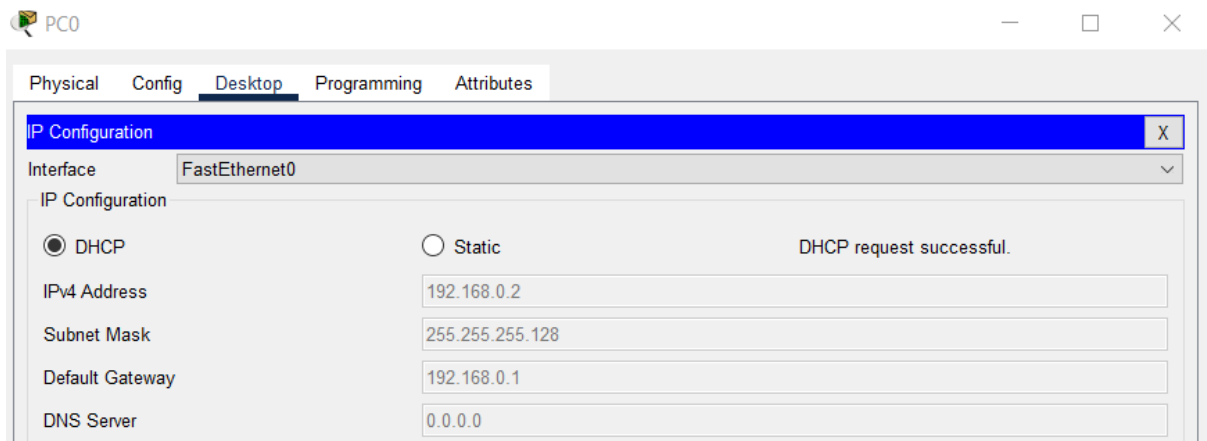 PC0
Physical Config Desktop Programming Attributes
IP Configuration X
Interface FastEthernet0
IP Configuration
DHCP Static DHCP request successful.
IPv4 Address 192.168.0.2
Subnet Mask 255.255.255.128
Default Gateway 192.168.0.1
DNS Server 0.0.0.0